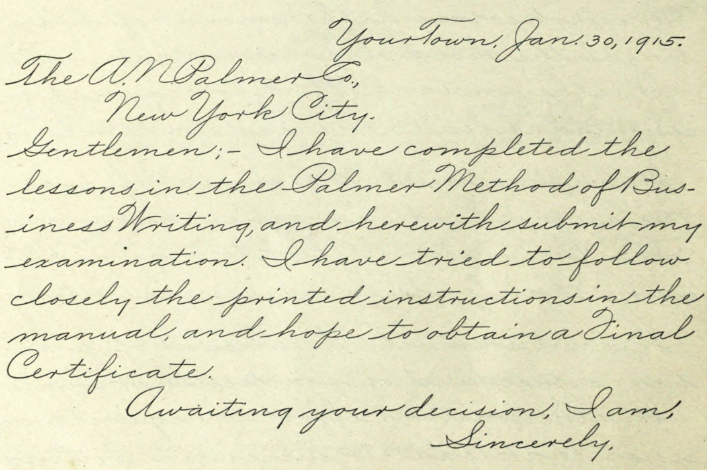 Your Town, Jan. 30, 1915.
The A. N. Palmer Co.,
New York City.
Gentlemen:- I have completed the
lessons in the Palmer Method of Bus-
iness Writing, and herewith submit my
examination. I have tried to follow
closely the printed instructions in the
manual, and hope to obtain a Final
Certificate.
Awaiting your decision, I am,
Sincerely,